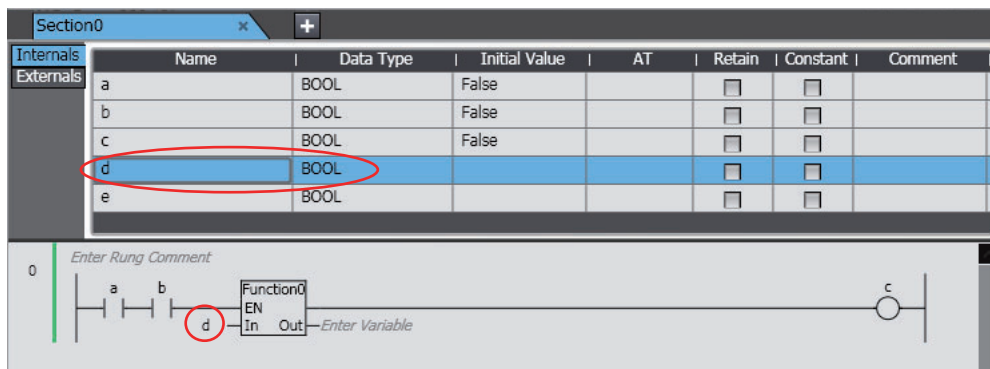 Section0 × +
Internals Name Data Type Initial Value AT Retain Constant Comment
Externals
a BOOL False
b BOOL False
c BOOL False
d BOOL
e BOOL
Enter Rung Comment
0
a b Function0 c
EN
d In Out Enter Variable